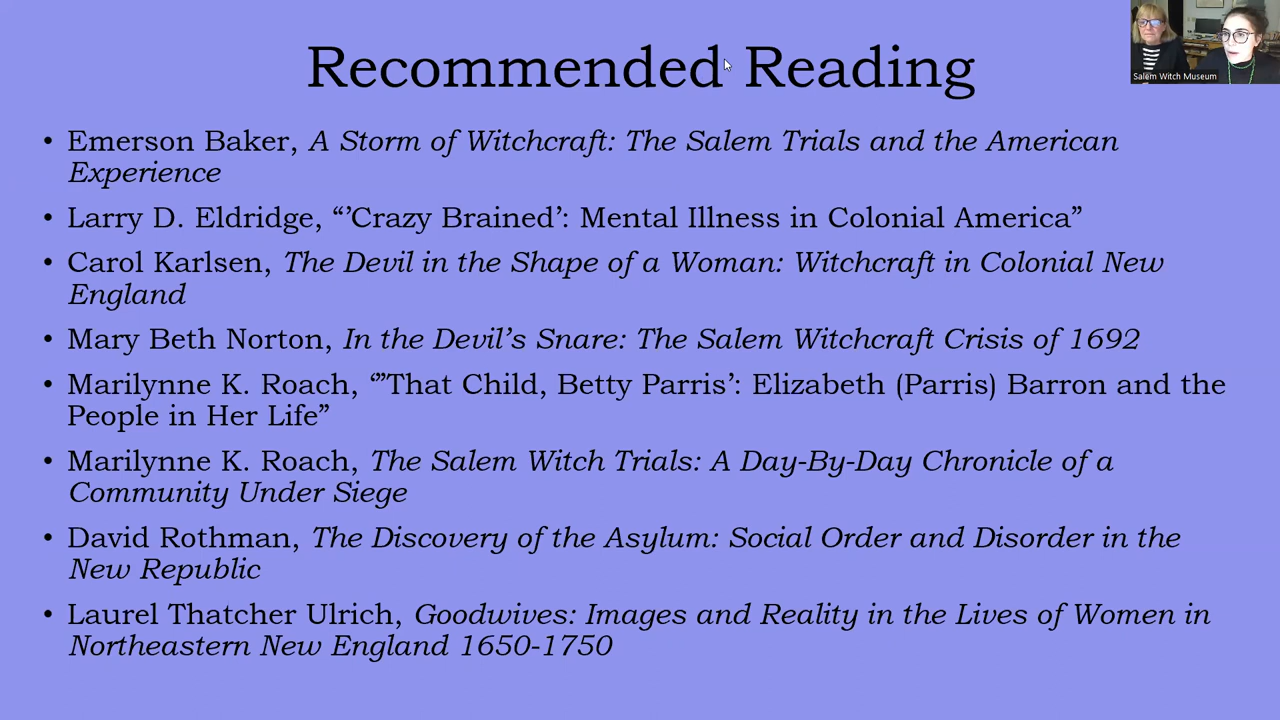 Recommended Reading
Salem Witch Museum
• Emerson Baker, A Storm of Witchcraft: The Salem Trials and the American
Experience
• Larry D. Eldridge, “’Crazy Brained’: Mental Illness in Colonial America”
• Carol Karlsen, The Devil in the Shape of a Woman: Witchcraft in Colonial New
England
• Mary Beth Norton, In the Devil’s Snare: The Salem Witchcraft Crisis of 1692
• Marilynne K. Roach, ‘”That Child, Betty Parris’: Elizabeth (Parris) Barron and the
People in Her Life”
• Marilynne K. Roach, The Salem Witch Trials: A Day-By-Day Chronicle of a
Community Under Siege
• David Rothman, The Discovery of the Asylum: Social Order and Disorder in the
New Republic
• Laurel Thatcher Ulrich, Goodwives: Images and Reality in the Lives of Women in
Northeastern New England 1650-1750